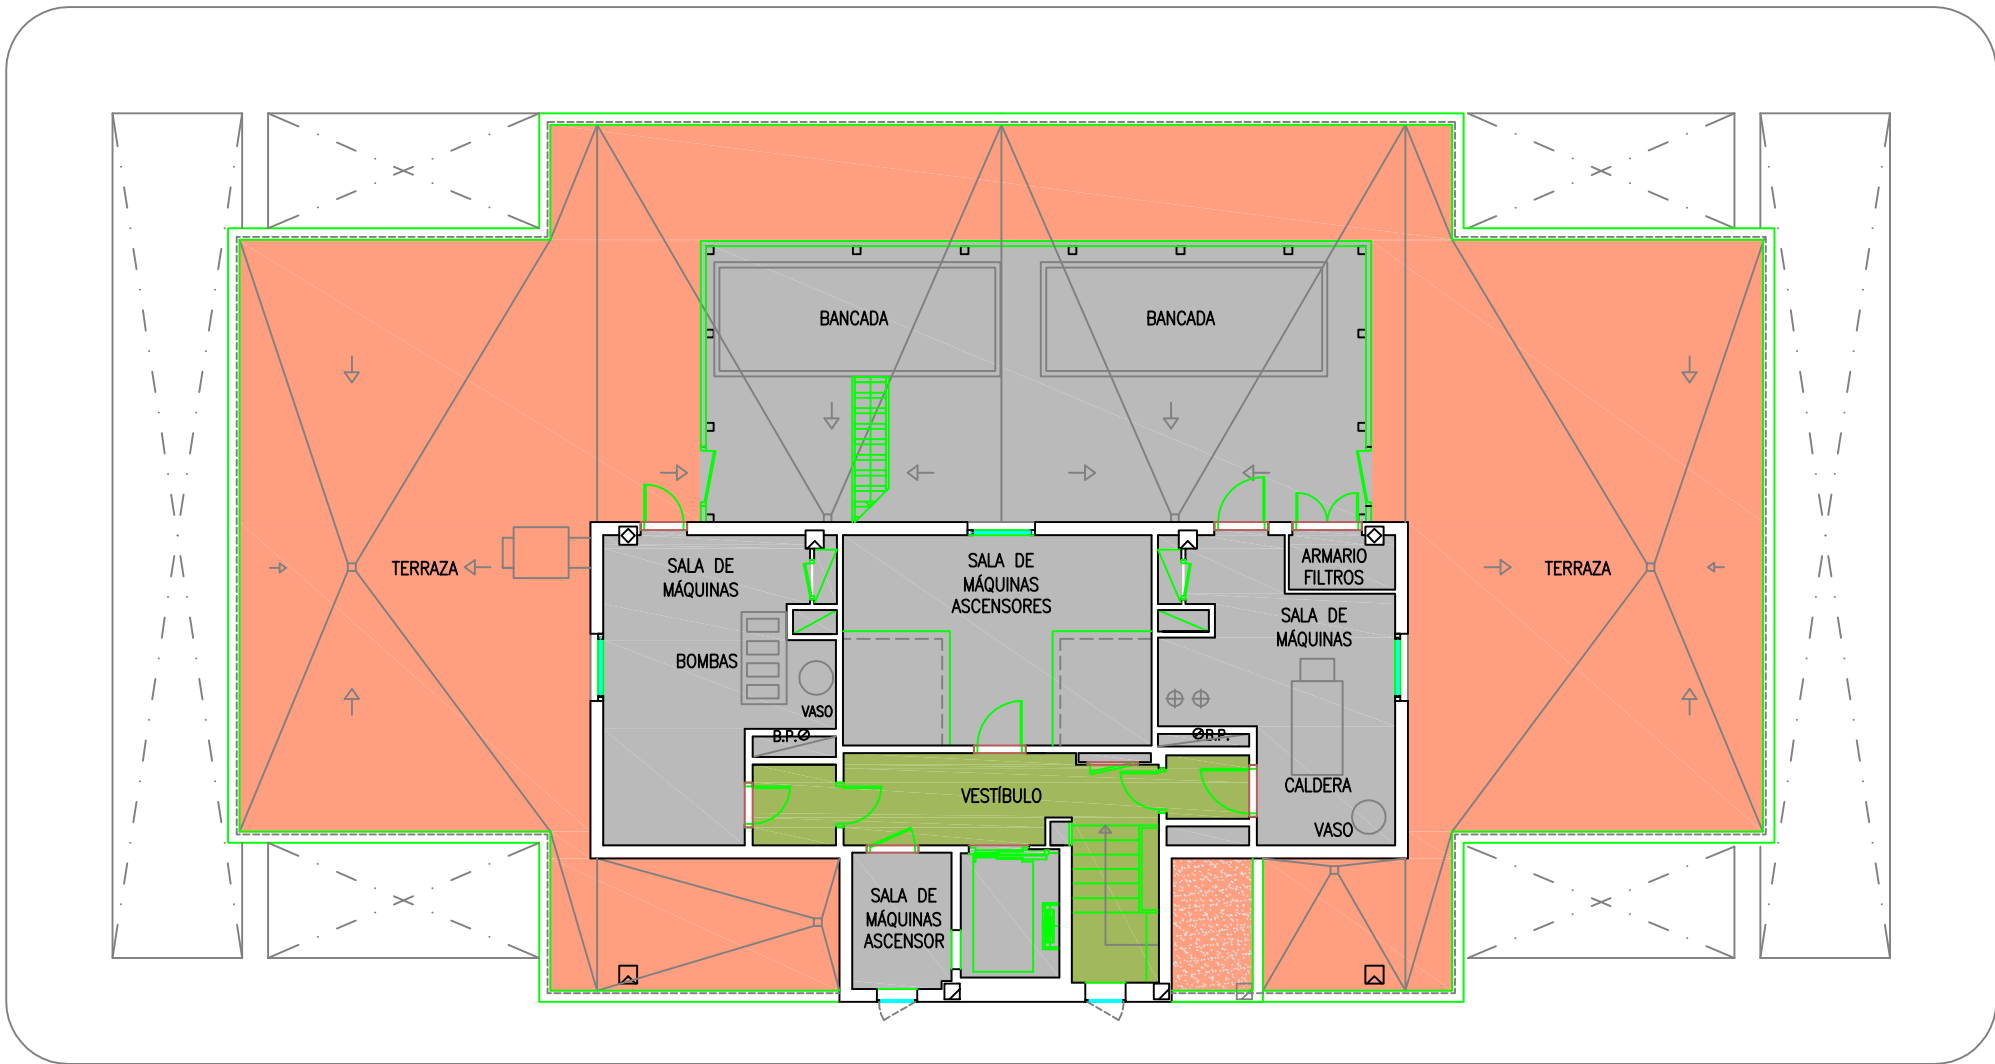 BANCADA
BANCADA
SALA DE
MÁQUINAS
SALA DE
MÁQUINAS
ASCENSORES
ARMARIO
FILTROS
TERRAZA
TERRAZA
SALA DE
MÁQUINAS
BOMBAS
VASO
B.P.Ø
ØB.P.
CALDERA
VESTÍBULO
VASO
SALA DE
MÁQUINAS
ASCENSOR